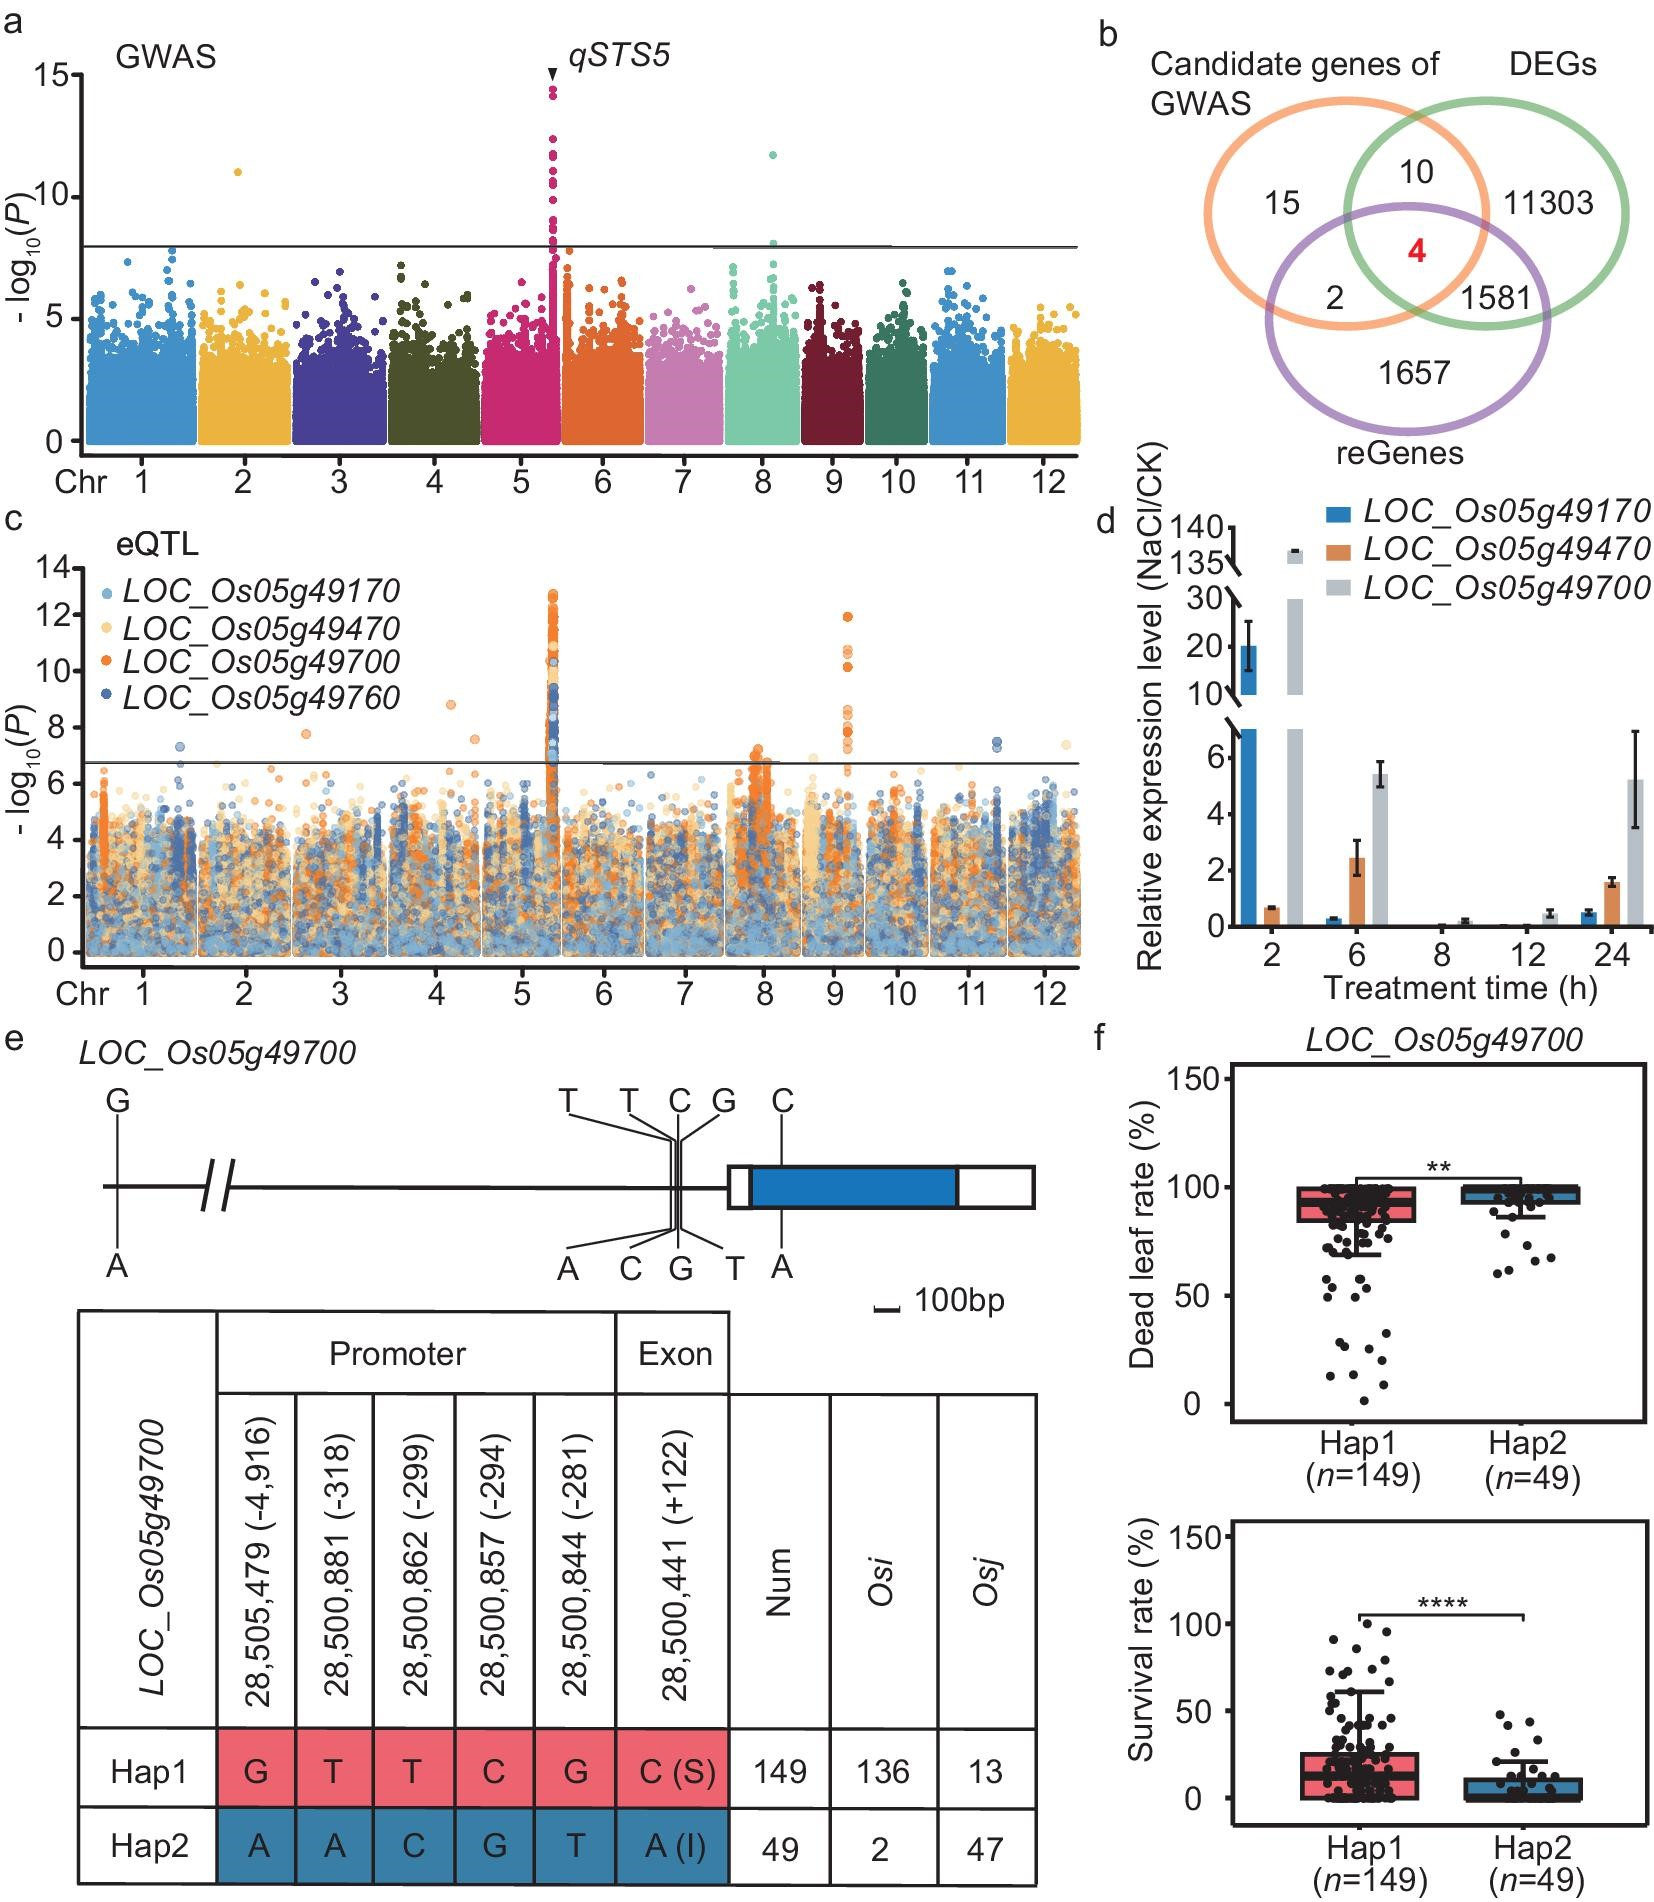 a
GWAS
qSTS5
15
10
5
0
- log10(P)
Chr 1 2 3 4 5 6 7 8 9 10 11 12
b
Candidate genes of
GWAS
DEGs
10
15
11303
4
2
1581
1657
reGenes
c
eQTL
LOC_Os05g49170
LOC_Os05g49470
LOC_Os05g49700
LOC_Os05g49760
14
12
10
8
6
4
2
0
- log10(P)
Chr 1 2 3 4 5 6 7 8 9 10 11 12
d
LOC_Os05g49170
LOC_Os05g49470
LOC_Os05g49700
Relative expression level (NaCl/CK)
140
135
30
20
10
6
4
2
0
2 6 8 12 24
Treatment time (h)
e
LOC_Os05g49700
G T T C G C
A A C G T A
100bp
Promoter Exon
LOC_Os05g49700
28,505,479 (-4,916)
28,500,881 (-318)
28,500,862 (-299)
28,500,857 (-294)
28,500,844 (-281)
28,500,441 (+122)
Num
Osi
Osj
Hap1 G T T C G C (S) 149 136 13
Hap2 A A C G T A (I) 49 2 47
f
LOC_Os05g49700
Dead leaf rate (%)
150
100
50
0
**
Hap1 Hap2
(n=149) (n=49)
Survival rate (%)
150
100
50
0
****
Hap1 Hap2
(n=149) (n=49)